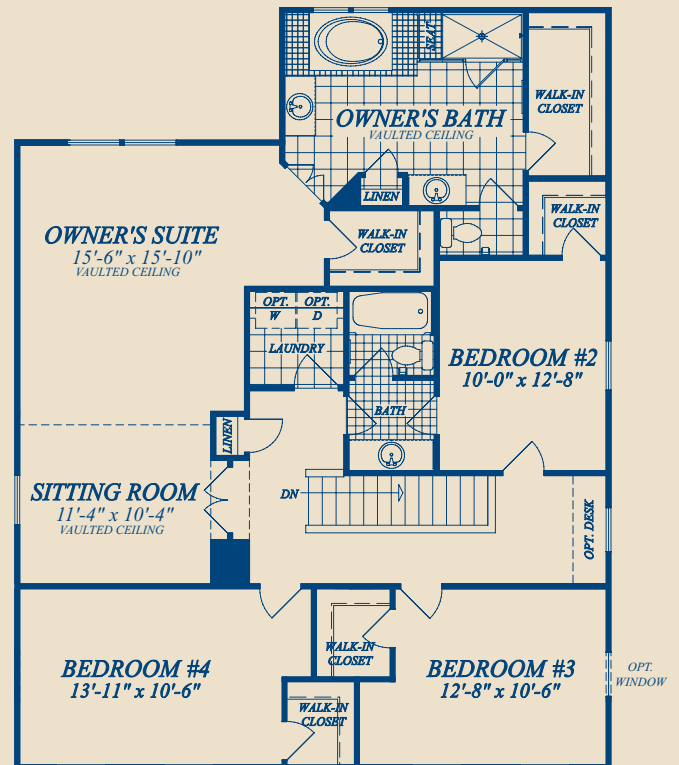 SEAT
WALK-IN
CLOSET
OWNER'S BATH
VAULTED CEILING
LINEN
WALK-IN
CLOSET
WALK-IN
CLOSET
OWNER'S SUITE
15'-6" x 15'-10"
VAULTED CEILING
OPT.
W
OPT.
D
LAUNDRY
BEDROOM #2
10'-0" x 12'-8"
BATH
LINEN
SITTING ROOM
11'-4" x 10'-4"
VAULTED CEILING
DN
OPT. DESK
WALK-IN
CLOSET
BEDROOM #4
13'-11" x 10'-6"
BEDROOM #3
12'-8" x 10'-6"
OPT.
WINDOW
WALK-IN
CLOSET